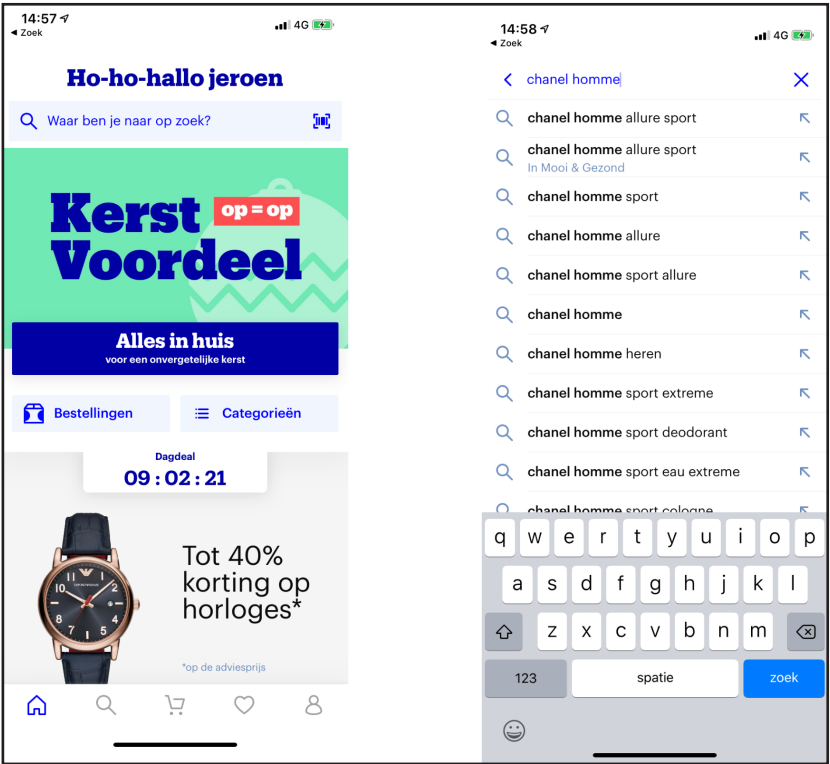 14:57
◀ Zoek
4G
Ho-ho-hallo jeroen
Waar ben je naar op zoek?
Kerst
op = op
Voordeel
Alles in huis
voor een onvergetelijke kerst
Bestellingen
Categorieën
Dagdeal
09 : 02 : 21
Tot 40%
korting op
horloges*
*op de adviesprijs
14:58
◀ Zoek
4G
chanel homme
chanel homme allure sport
chanel homme allure sport
In Mooi & Gezond
chanel homme sport
chanel homme allure
chanel homme sport allure
chanel homme
chanel homme heren
chanel homme sport extreme
chanel homme sport deodorant
chanel homme sport eau extreme
chanel homme sport cologne
q w e r t y u i o p
a s d f g h j k l
z x c v b n m
123 spatie zoek